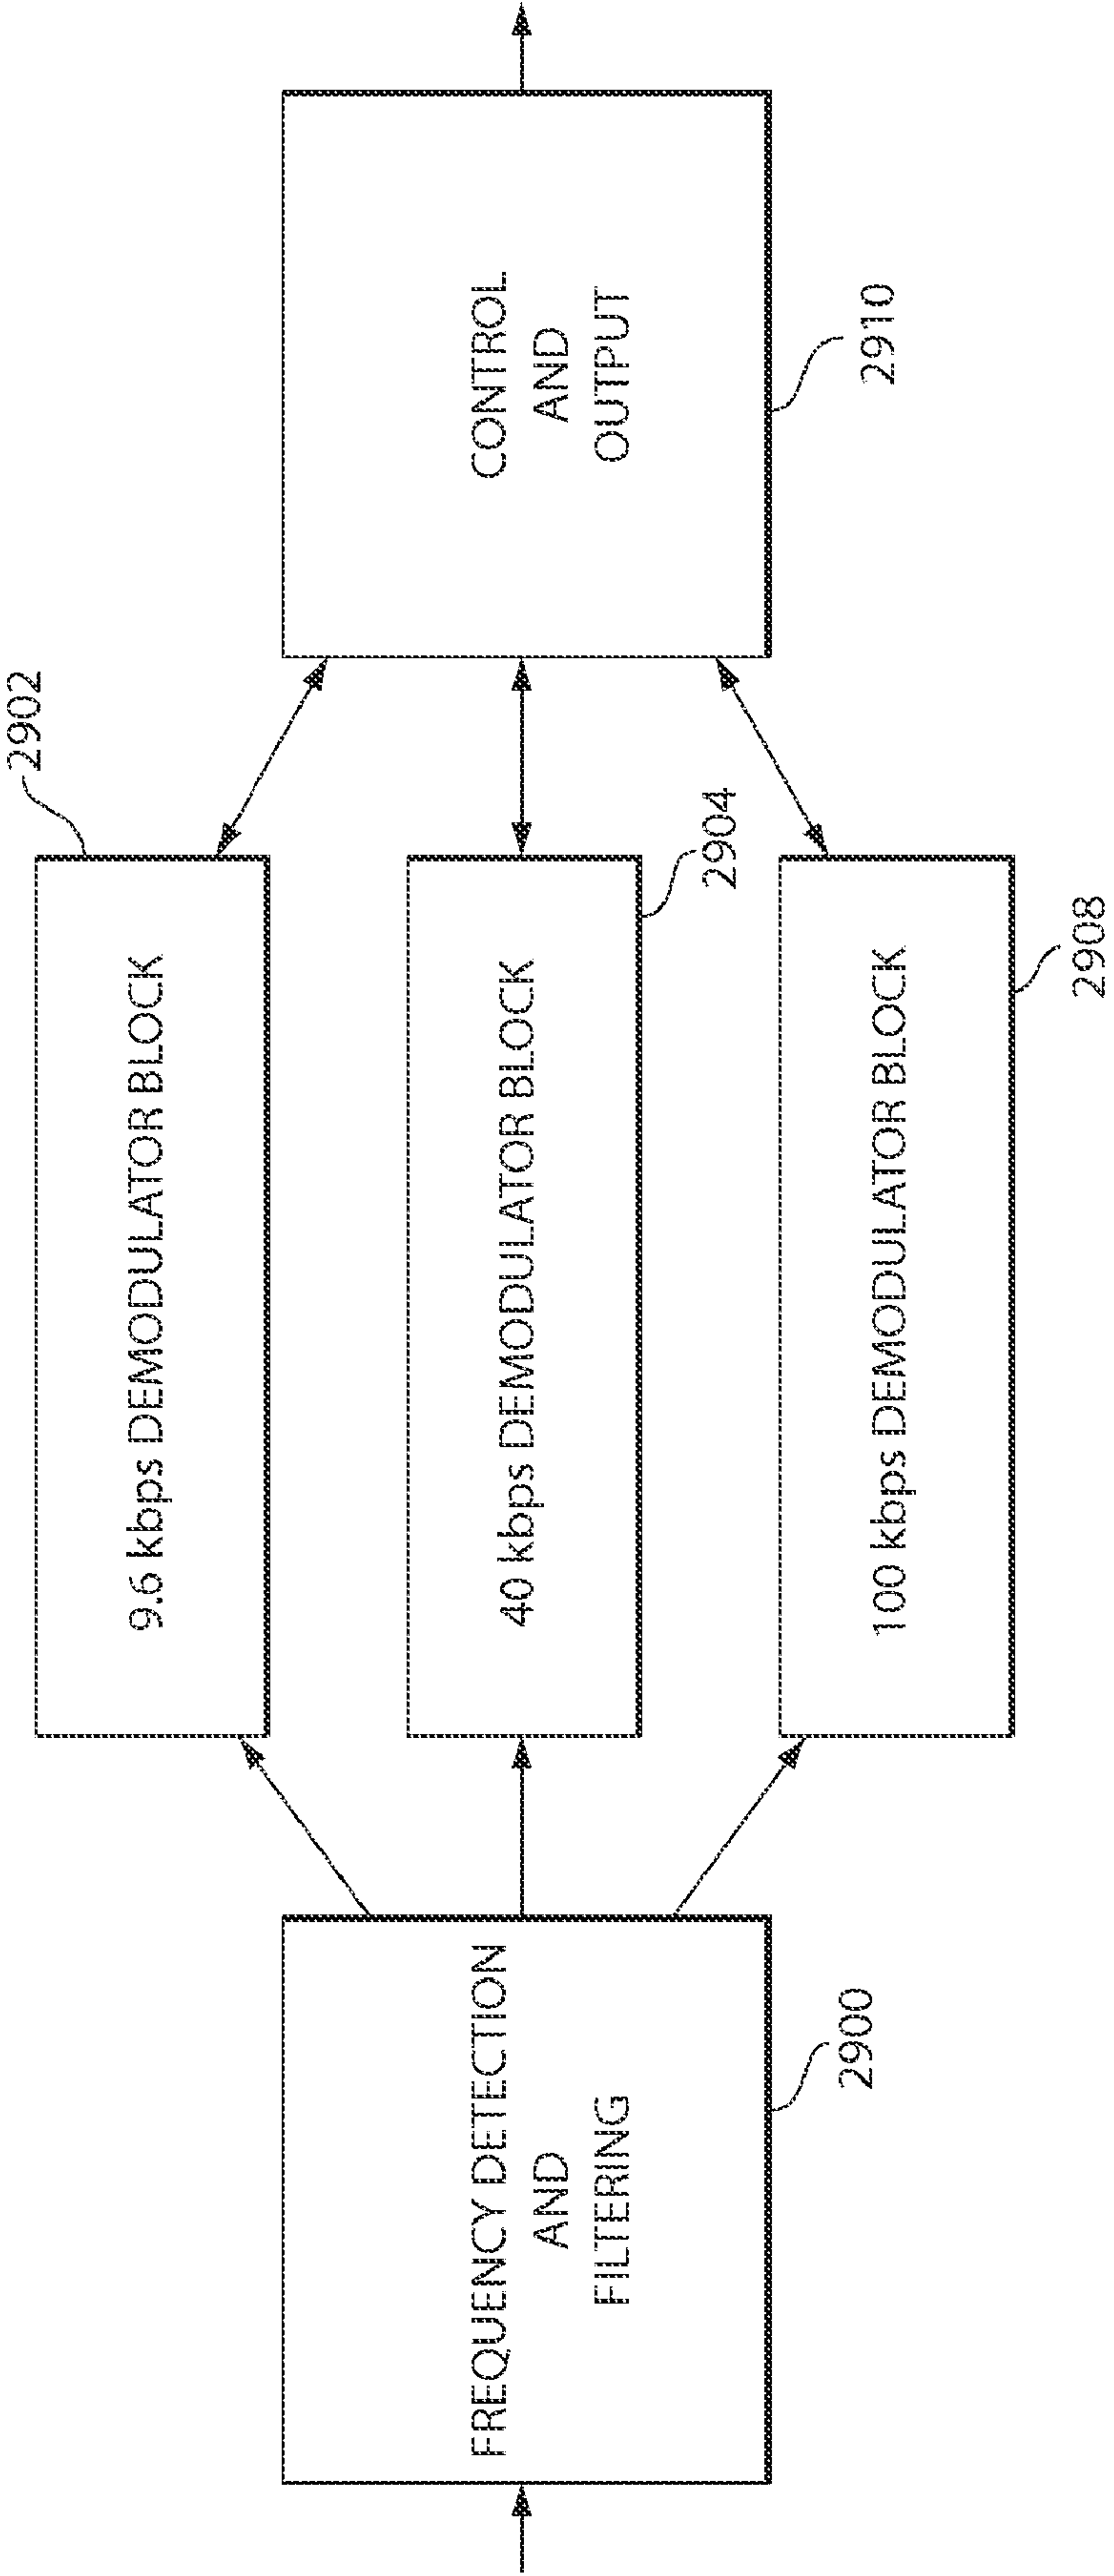 FREQUENCY DETECTION
AND
FILTERING
2900
9.6 kbps DEMODULATOR BLOCK
2902
40 kbps DEMODULATOR BLOCK
2904
100 kbps DEMODULATOR BLOCK
2908
CONTROL
AND
OUTPUT
2910